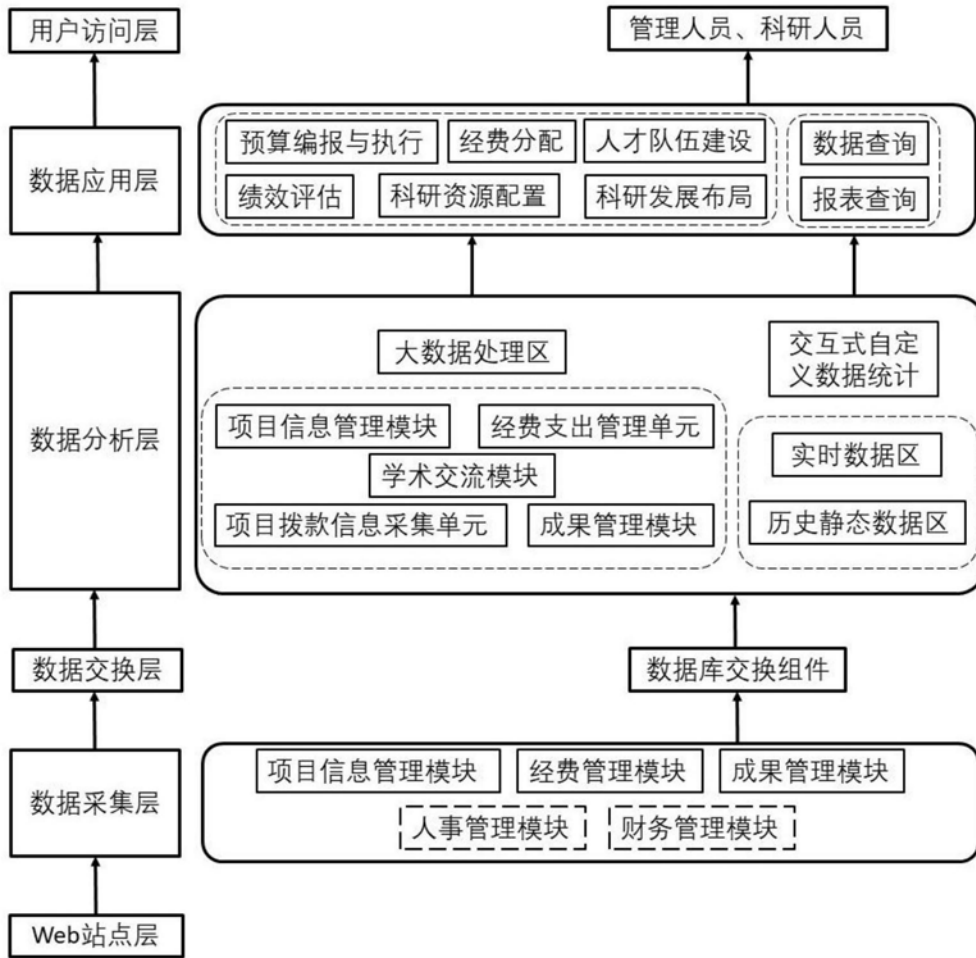 用户访问层
管理人员、科研人员
数据应用层
预算编报与执行
经费分配
人才队伍建设
绩效评估
科研资源配置
科研发展布局
数据查询
报表查询
数据分析层
大数据处理区
交互式自定
义数据统计
项目信息管理模块
经费支出管理单元
学术交流模块
项目拨款信息采集单元
成果管理模块
实时数据区
历史静态数据区
数据交换层
数据库交换组件
数据采集层
项目信息管理模块
经费管理模块
成果管理模块
人事管理模块
财务管理模块
Web站点层